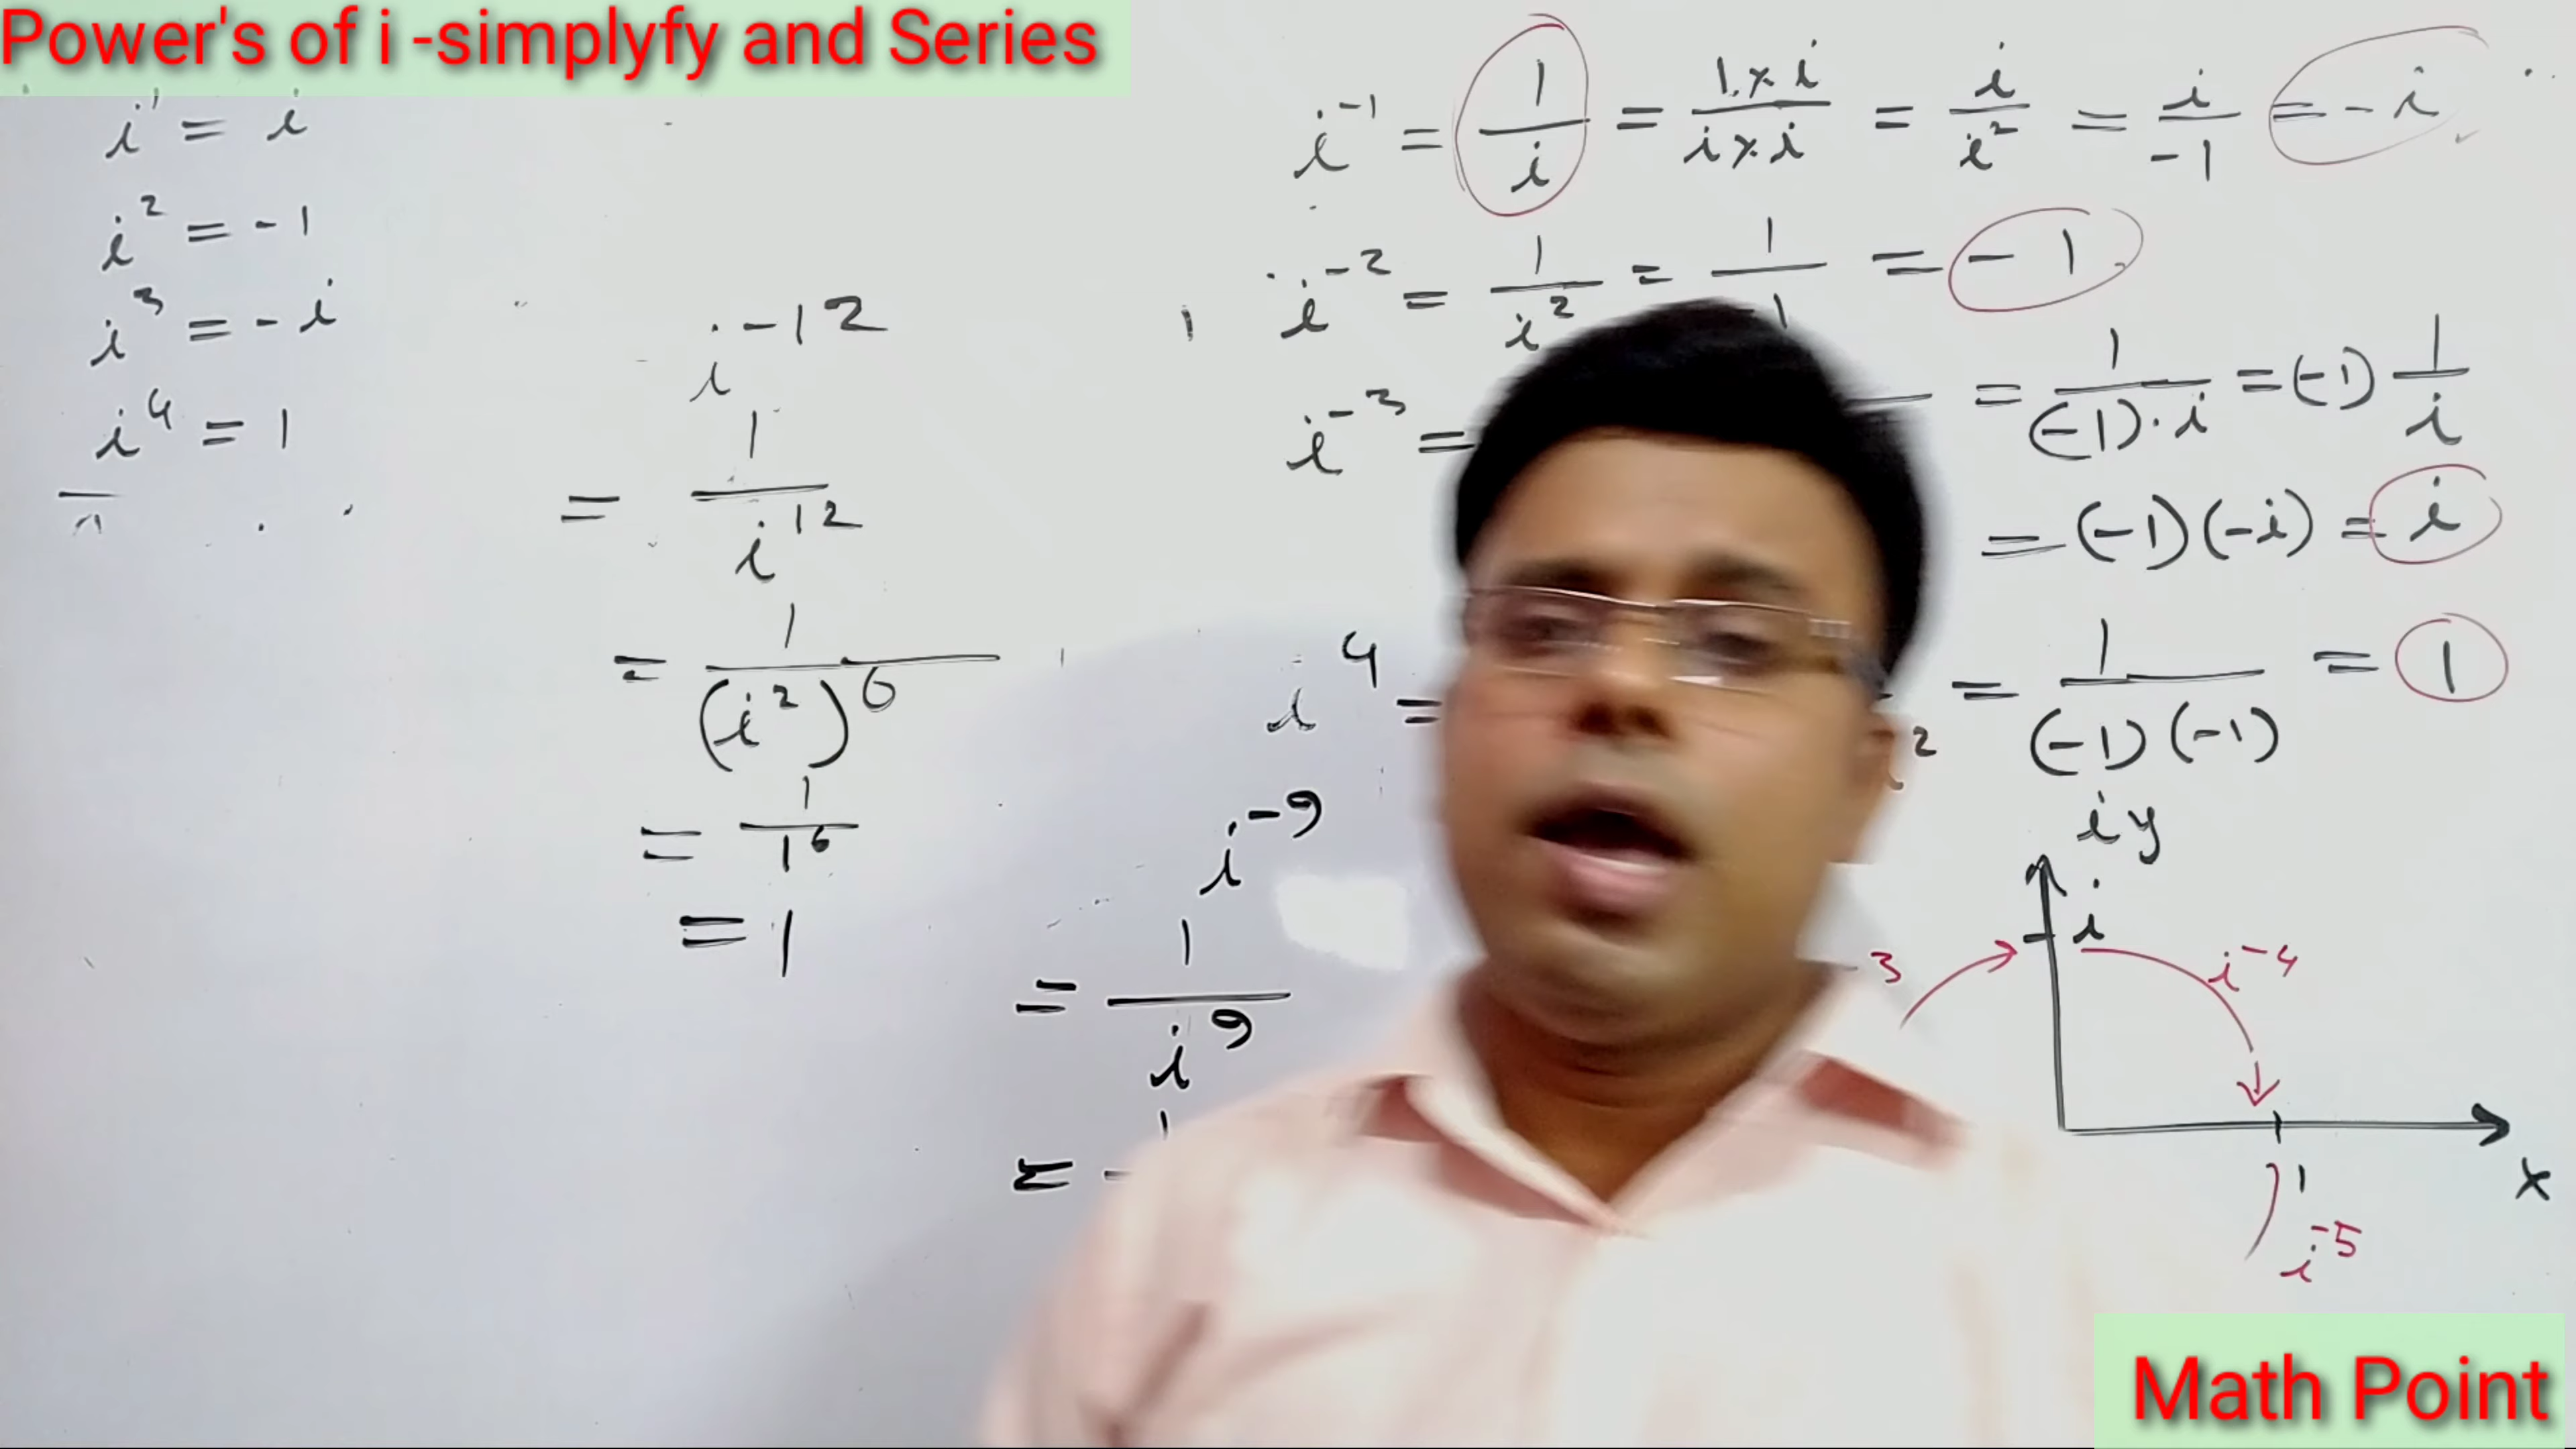 Power's of i -simplyfy and Series
i¹ = i
i² = -1
i³ = -i
i⁴ = 1
i⁻¹²
= 1/i¹²
= 1/(i²)⁶
= 1/1⁶
= 1
i⁻¹ = 1/i = 1×i/i×i = i/i² = i/-1 = -i
i⁻² = 1/i² = 1/ 1 = -1
i⁻³ = = 1/(-1)·i = (-1) 1/i
= (-1)(-i) = i
i⁴ = ² = 1/(-1)(-1) = 1
i⁻⁹
= 1/i⁹
=
iy
i
3
i⁻⁴
1
x
i⁻⁵
Math Point